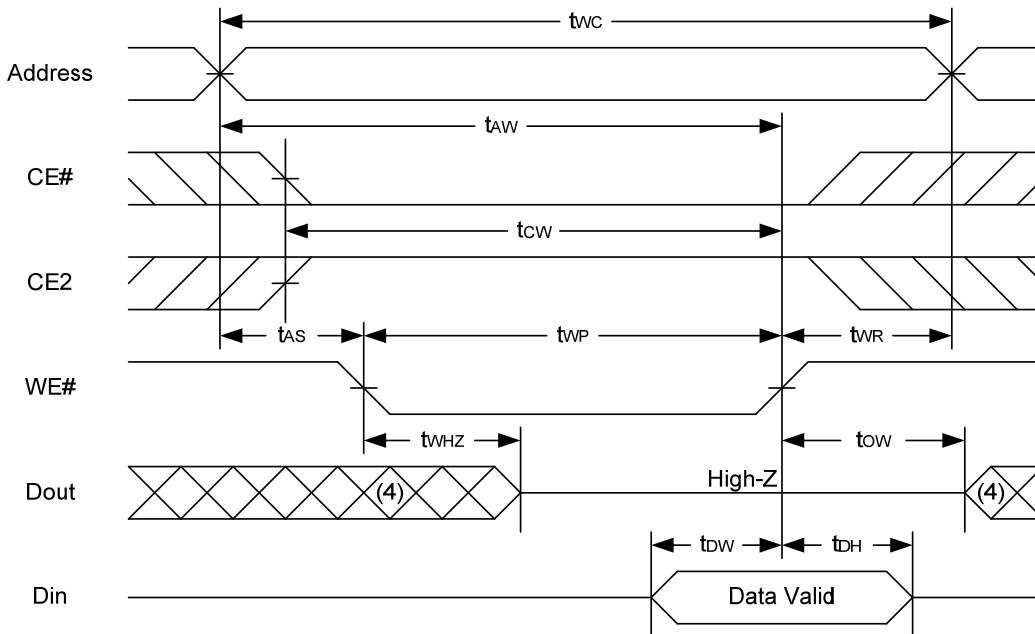 tWC
Address
tAW
CE#
tCW
CE2
tAS tWP tWR
WE#
tWHZ tOW
Dout (4) High-Z (4)
tDW tDH
Din Data Valid